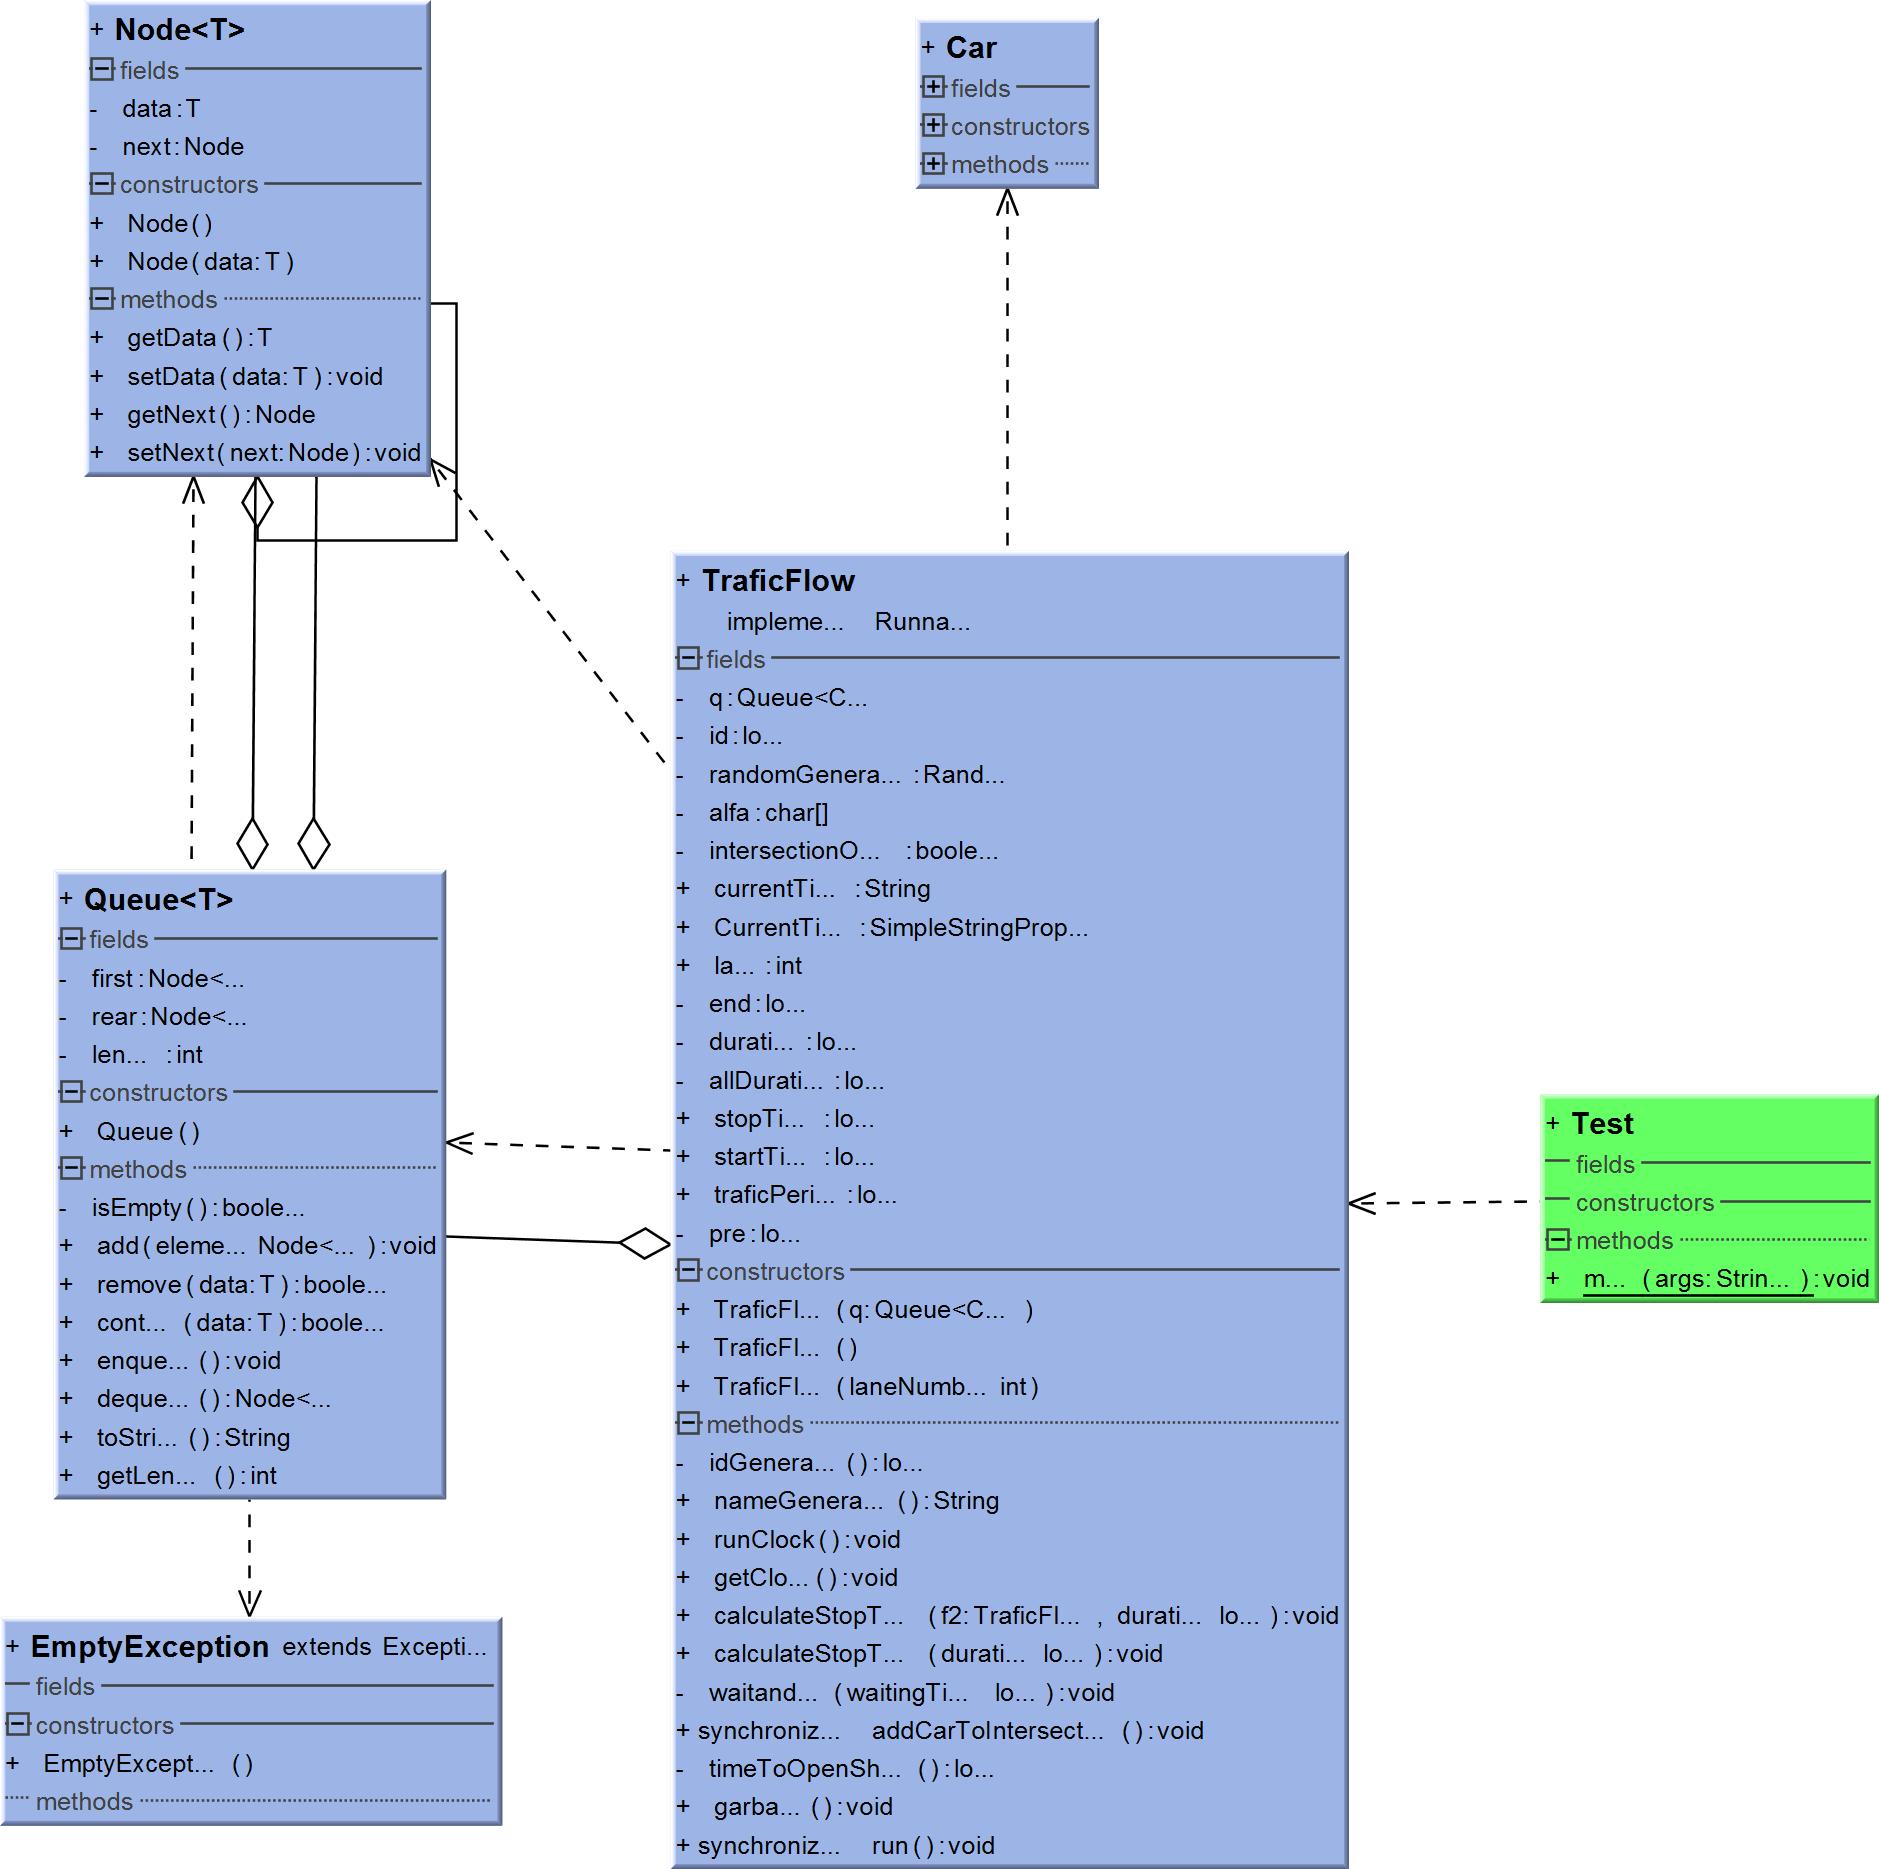 + Node<T>
fields
- data:T
- next:Node
constructors
+ Node()
+ Node(data:T)
methods
+ getData():T
+ setData(data:T):void
+ getNext():Node
+ setNext(next:Node):void
+ Car
fields
constructors
methods
+ TraficFlow
impleme... Runna...
fields
- q:Queue<C...
- id:lo...
- randomGenera... :Rand...
- alfa:char[]
- intersectionO... :boole...
+ currentTi... :String
+ CurrentTi... :SimpleStringProp...
+ la... :int
- end:lo...
- durati... :lo...
- allDurati... :lo...
+ stopTi... :lo...
+ startTi... :lo...
+ traficPeri... :lo...
- pre:lo...
constructors
+ TraficFl... (q:Queue<C... )
+ TraficFl... ()
+ TraficFl... (laneNumb... int)
methods
- idGenera... ():lo...
+ nameGenera... ():String
+ runClock():void
+ getClo... ():void
+ calculateStopT... (f2:TraficFl... , durati... lo... ):void
+ calculateStopT... (durati... lo... ):void
- waitand... (waitingTi... lo... ):void
+ synchroniz... addCarToIntersect... ():void
- timeToOpenSh... ():lo...
+ garba... ():void
+ synchroniz... run():void
+ Queue<T>
fields
- first:Node<...
- rear:Node<...
- len... :int
constructors
+ Queue()
methods
- isEmpty():boole...
+ add(eleme... Node<... ):void
+ remove(data:T):boole...
+ cont... (data:T):boole...
+ enque... ():void
+ deque... ():Node<...
+ toStri... ():String
+ getLen... ():int
+ Test
fields
constructors
methods
+ m... (args:Strin... ):void
+ EmptyException extends Excepti...
fields
constructors
+ EmptyExcept... ()
methods